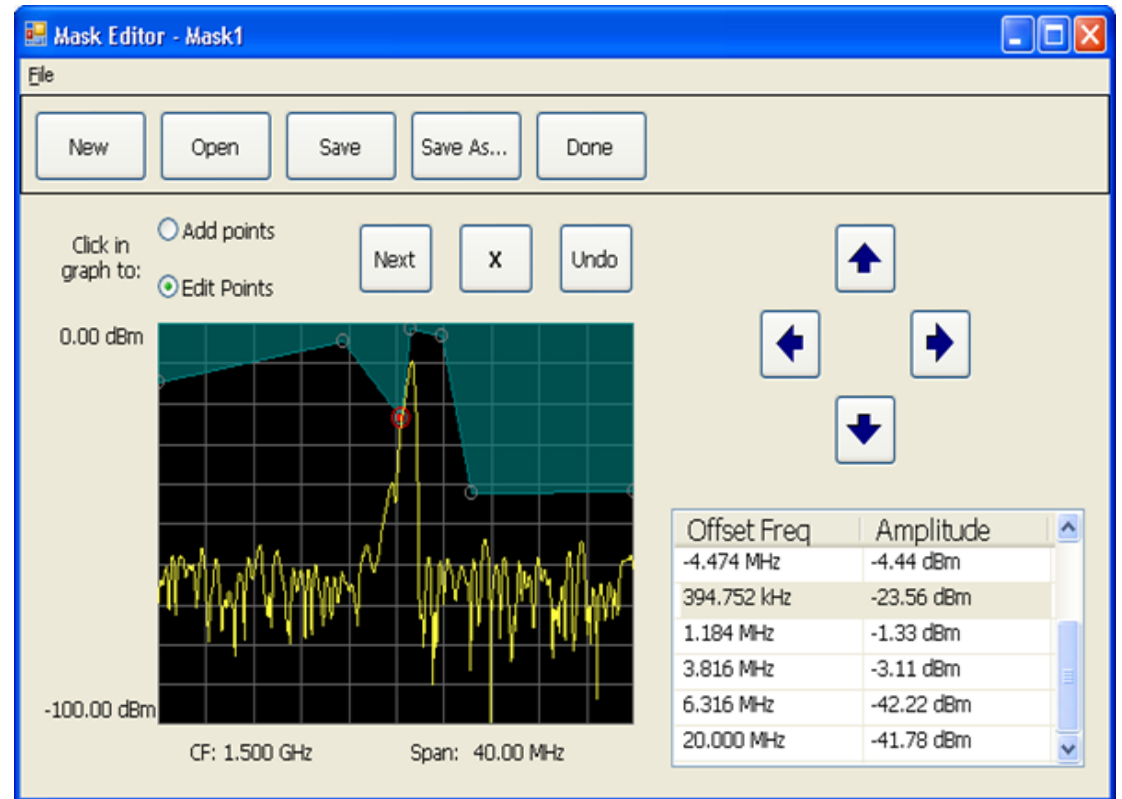 Mask Editor - Mask1
File
New
Open
Save
Save As...
Done
Click in
graph to:
Add points
Edit Points
Next
X
Undo
0.00 dBm
-100.00 dBm
CF: 1.500 GHz
Span: 40.00 MHz
Offset Freq Amplitude
-4.474 MHz -4.44 dBm
394.752 kHz -23.56 dBm
1.184 MHz -1.33 dBm
3.816 MHz -3.11 dBm
6.316 MHz -42.22 dBm
20.000 MHz -41.78 dBm